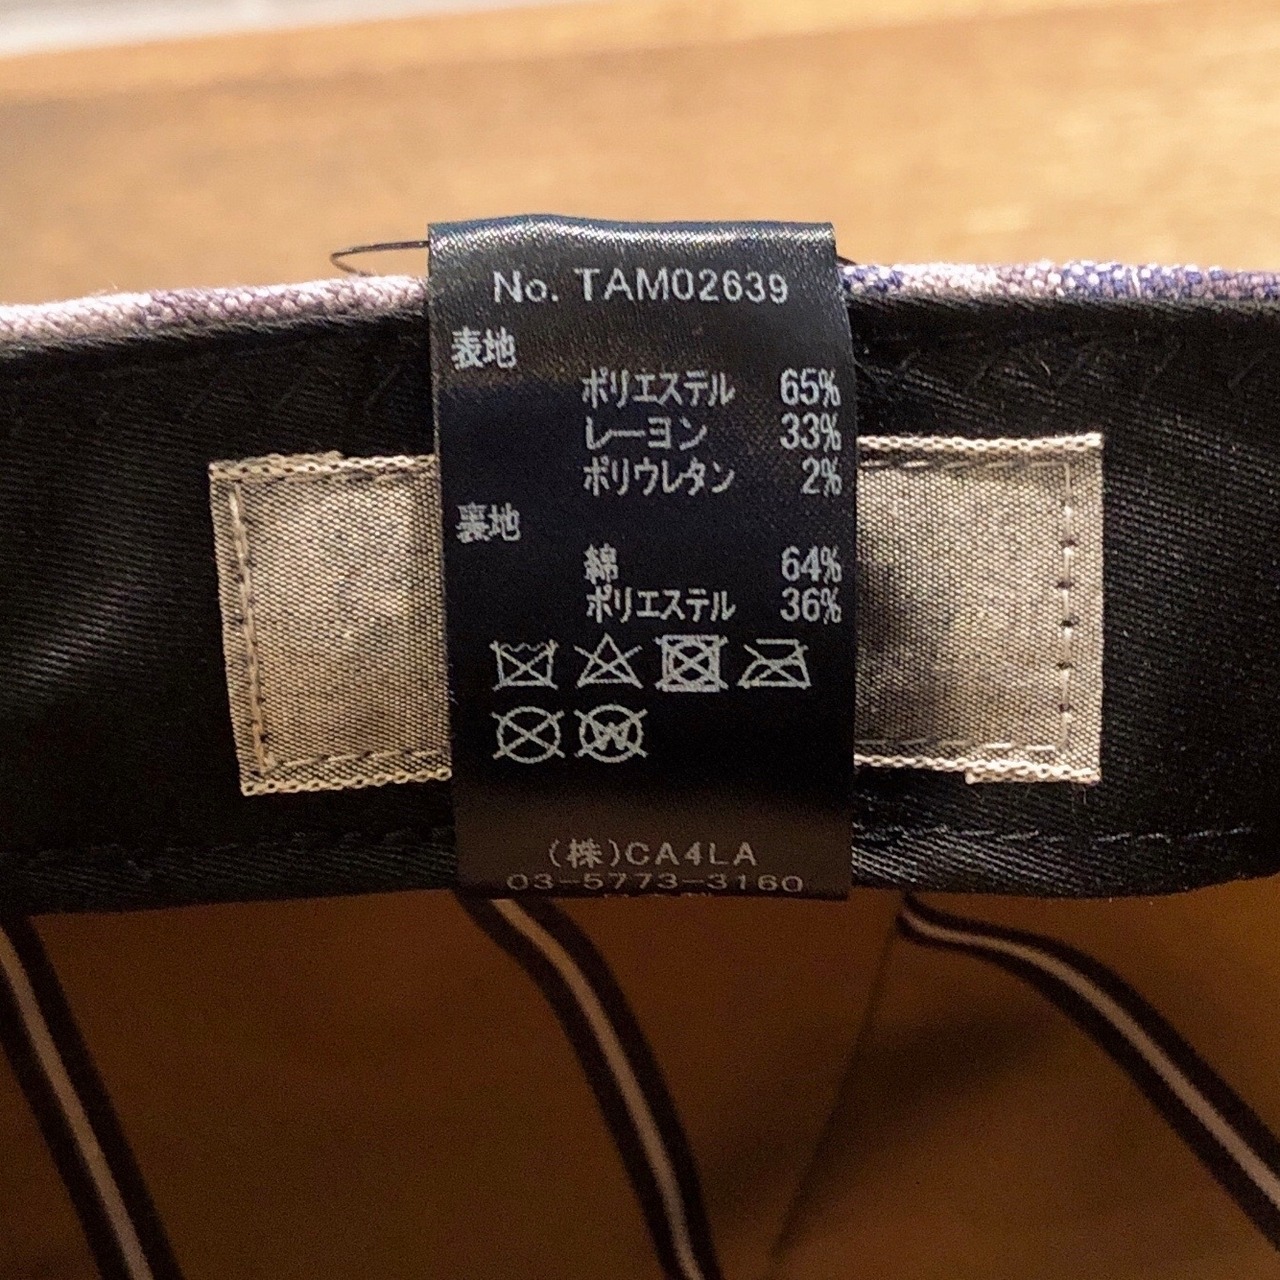 No. TAM02639
表地
ポリエステル 65%
レーヨン 33%
ポリウレタン 2%
裏地
綿 64%
ポリエステル 36%
W
(株)CA4LA
03-5773-3160